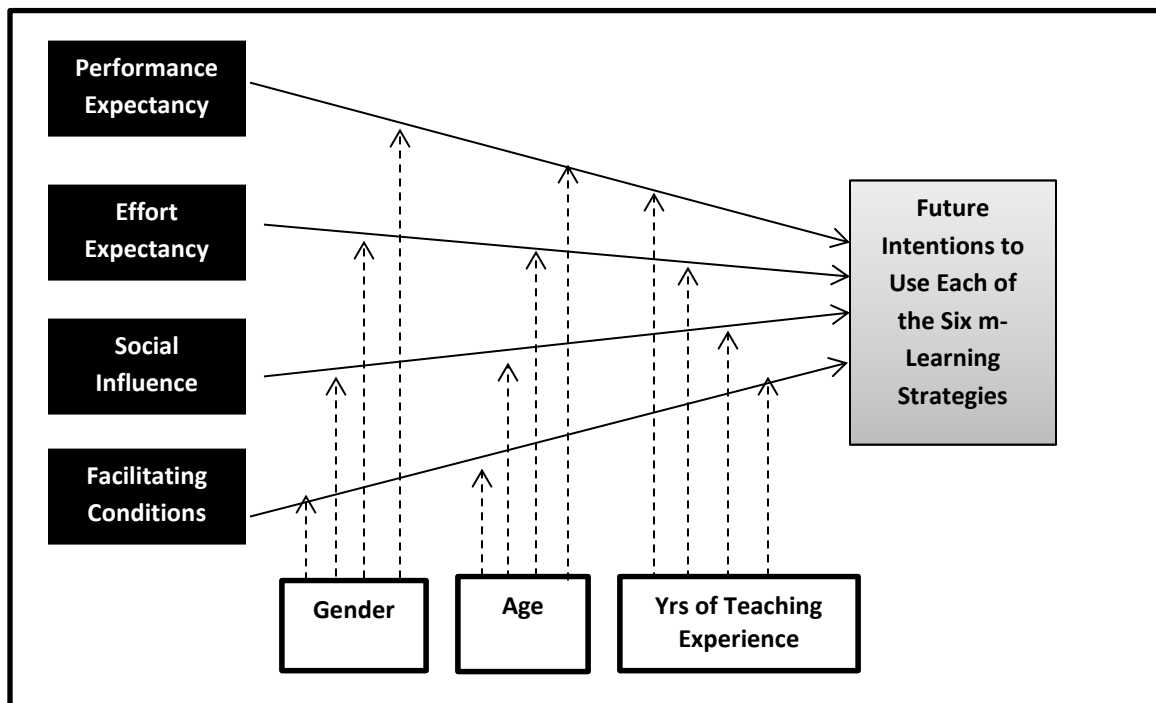 Performance
Expectancy
Effort
Expectancy
Social
Influence
Facilitating
Conditions
Future
Intentions to
Use Each of
the Six m-
Learning
Strategies
Gender
Age
Yrs of Teaching
Experience